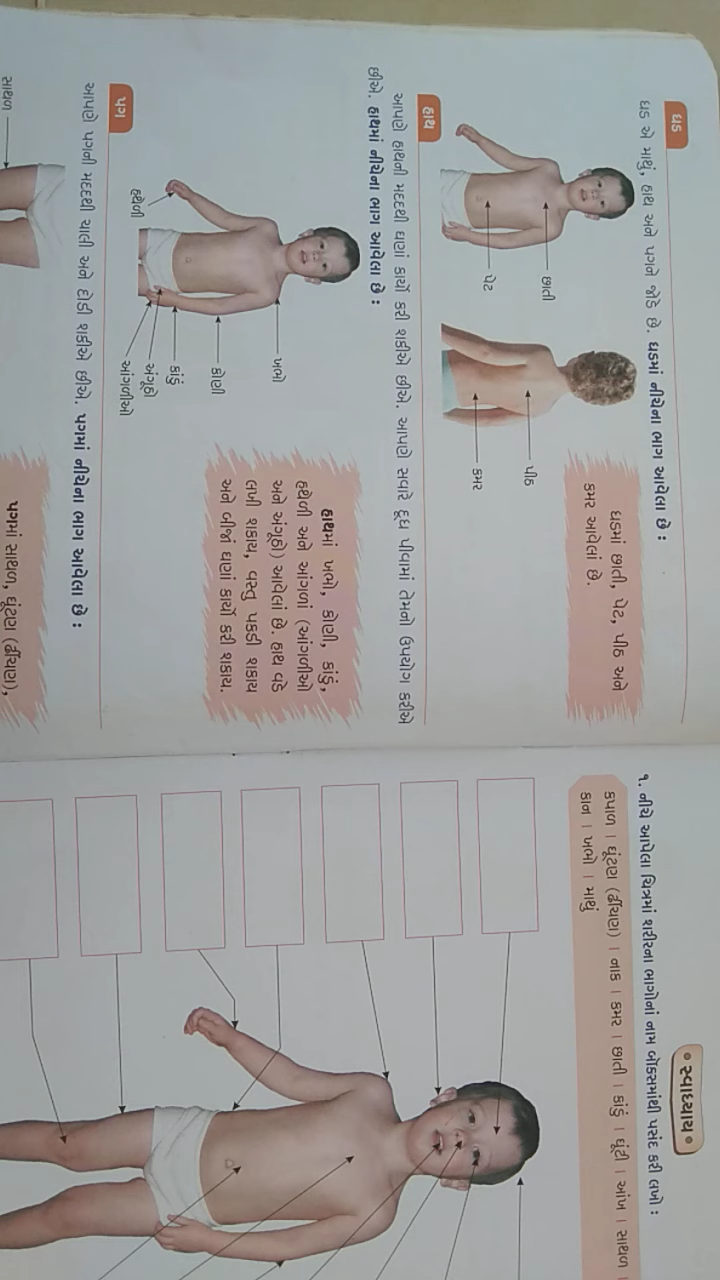 ધડ
ધડ એ માથું, હાથ અને પગને જોડે છે. ધડમાં નીચેના ભાગ આવેલા છે :
છાતી
પેટ
પીઠ
કમર
ધડમાં છાતી, પેટ, પીઠ અને
કમર આવેલાં છે.
હાથ
આપણે હાથની મદદથી ઘણાં કાર્યો કરી શકીએ છીએ. આપણે સવારે દૂધ પીવામાં તેમનો ઉપયોગ કરીએ
છીએ. હાથમાં નીચેના ભાગ આવેલા છે :
ખભો
કોણી
કાંડું
અંગૂઠો
આંગળીઓ
હથેળી
હાથમાં ખભો, કોણી, કાંડું,
હથેળી અને આંગળાં (આંગળીઓ
અને અંગૂઠો) આવેલાં છે. હાથ વડે
લખી શકાય, વસ્તુ પકડી શકાય
અને બીજાં ઘણાં કાર્યો કરી શકાય.
પગ
આપણે પગની મદદથી ચાલી અને દોડી શકીએ છીએ. પગમાં નીચેના ભાગ આવેલા છે :
સાથળ
પગમાં સાથળ, ઘૂંટણ (ઢીંચણ),
• સ્વાધ્યાય •
૧. નીચે આપેલા ચિત્રમાં શરીરના ભાગોનાં નામ બૉક્સમાંથી પસંદ કરી લખો :
કપાળ | ઘૂંટણ (ઢીંચણ) | નાક | કમર | છાતી | કાંડું | ઘૂંટી | આંખ | સાથળ
કાન | ખભો | માથું